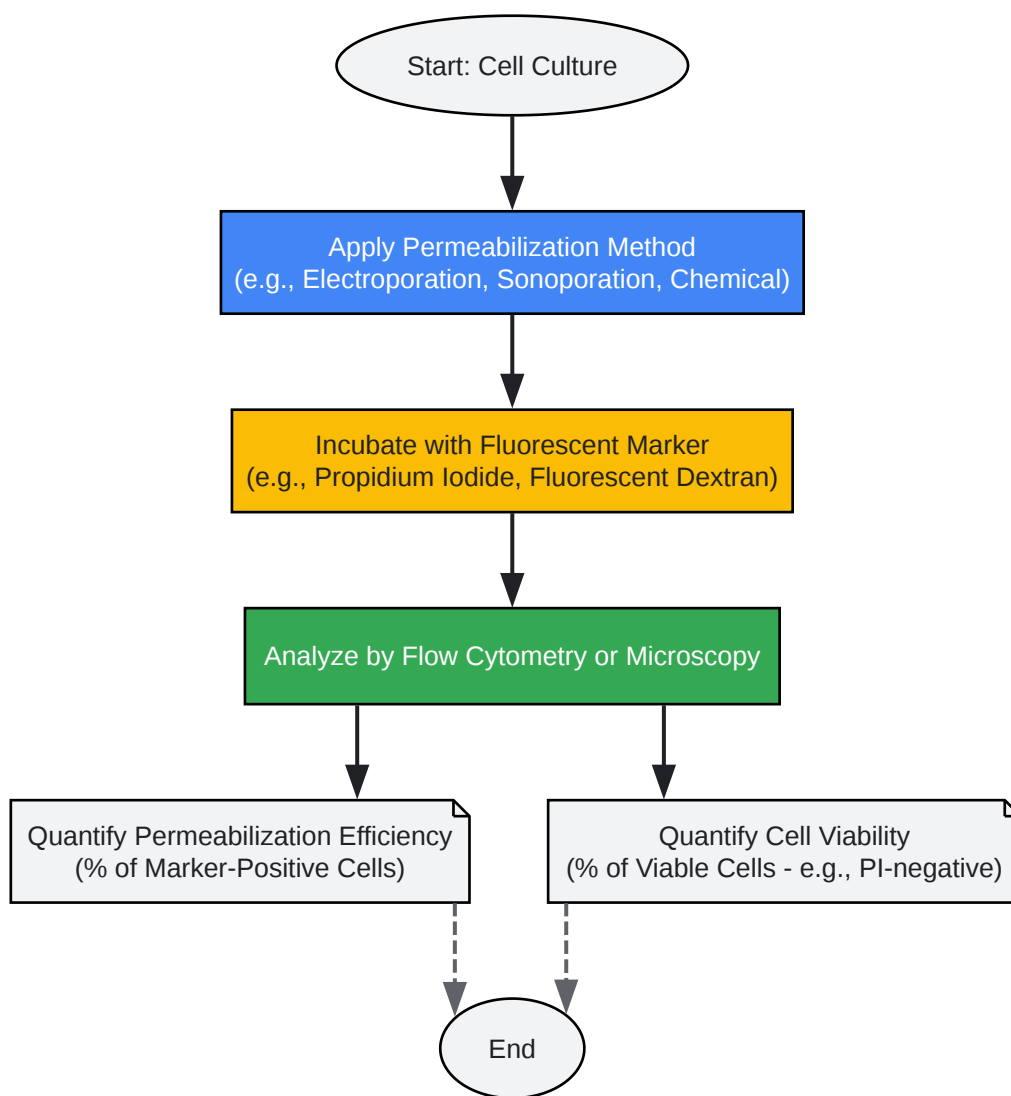 Start: Cell Culture
Apply Permeabilization Method
(e.g., Electroporation, Sonoporation, Chemical)
Incubate with Fluorescent Marker
(e.g., Propidium Iodide, Fluorescent Dextran)
Analyze by Flow Cytometry or Microscopy
Quantify Permeabilization Efficiency
(% of Marker-Positive Cells)
Quantify Cell Viability
(% of Viable Cells - e.g., PI-negative)
End